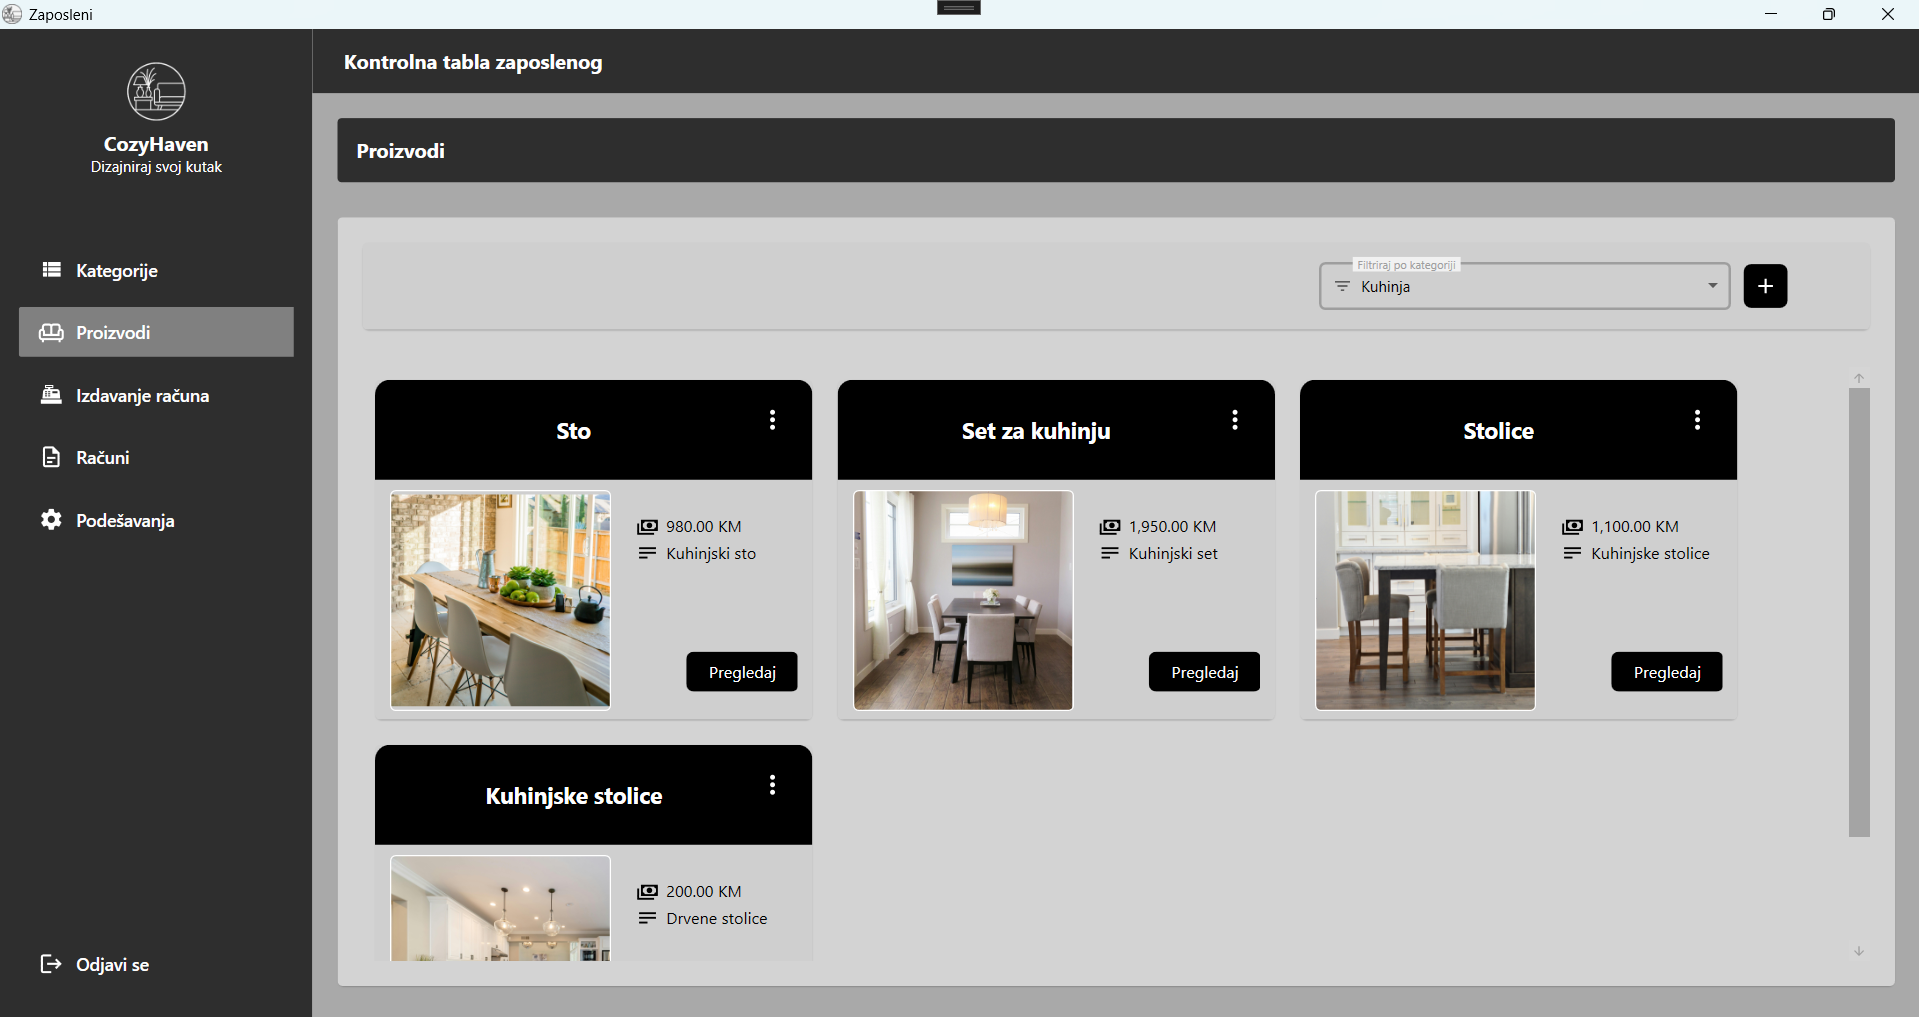 Zaposleni
CozyHaven
Dizajniraj svoj kutak
Kategorije
Proizvodi
Izdavanje računa
Računi
Podešavanja
Odjavi se
Kontrolna tabla zaposlenog
Proizvodi
Filtriraj po kategoriji
Kuhinja
Sto
980.00 KM
Kuhinjski sto
Pregledaj
Set za kuhinju
1,950.00 KM
Kuhinjski set
Pregledaj
Stolice
1,100.00 KM
Kuhinjske stolice
Pregledaj
Kuhinjske stolice
200.00 KM
Drvene stolice